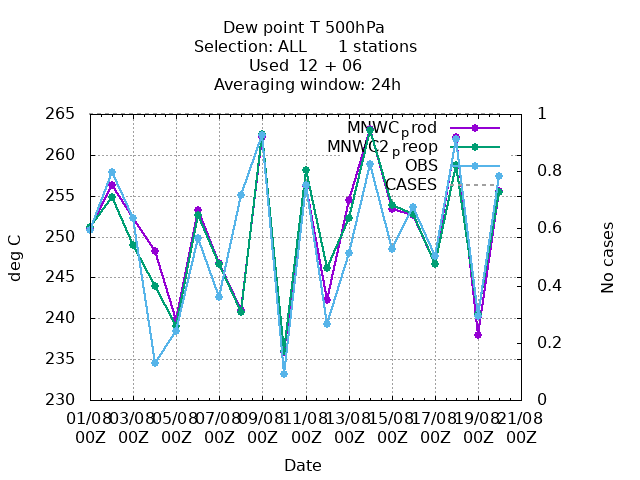 Dew point T 500hPa
Selection: ALL 1 stations
Used 12 + 06
Averaging window: 24h
265 1
MNWCprod
MNWC2preop
260
OBS
0.8
CASES
255
250 0.6
deg C
No cases
245
0.4
240
0.2
235
230 0
01/08 03/08 05/08 07/08 09/08 11/08 13/08 15/08 17/08 19/08 21/08
00Z 00Z 00Z 00Z 00Z 00Z 00Z 00Z 00Z 00Z 00Z
Date